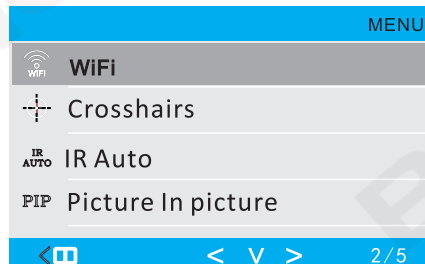 MENU
WiFi WiFi
Crosshairs
IR AUTO IR Auto
PIP Picture In picture
< V > 2/5